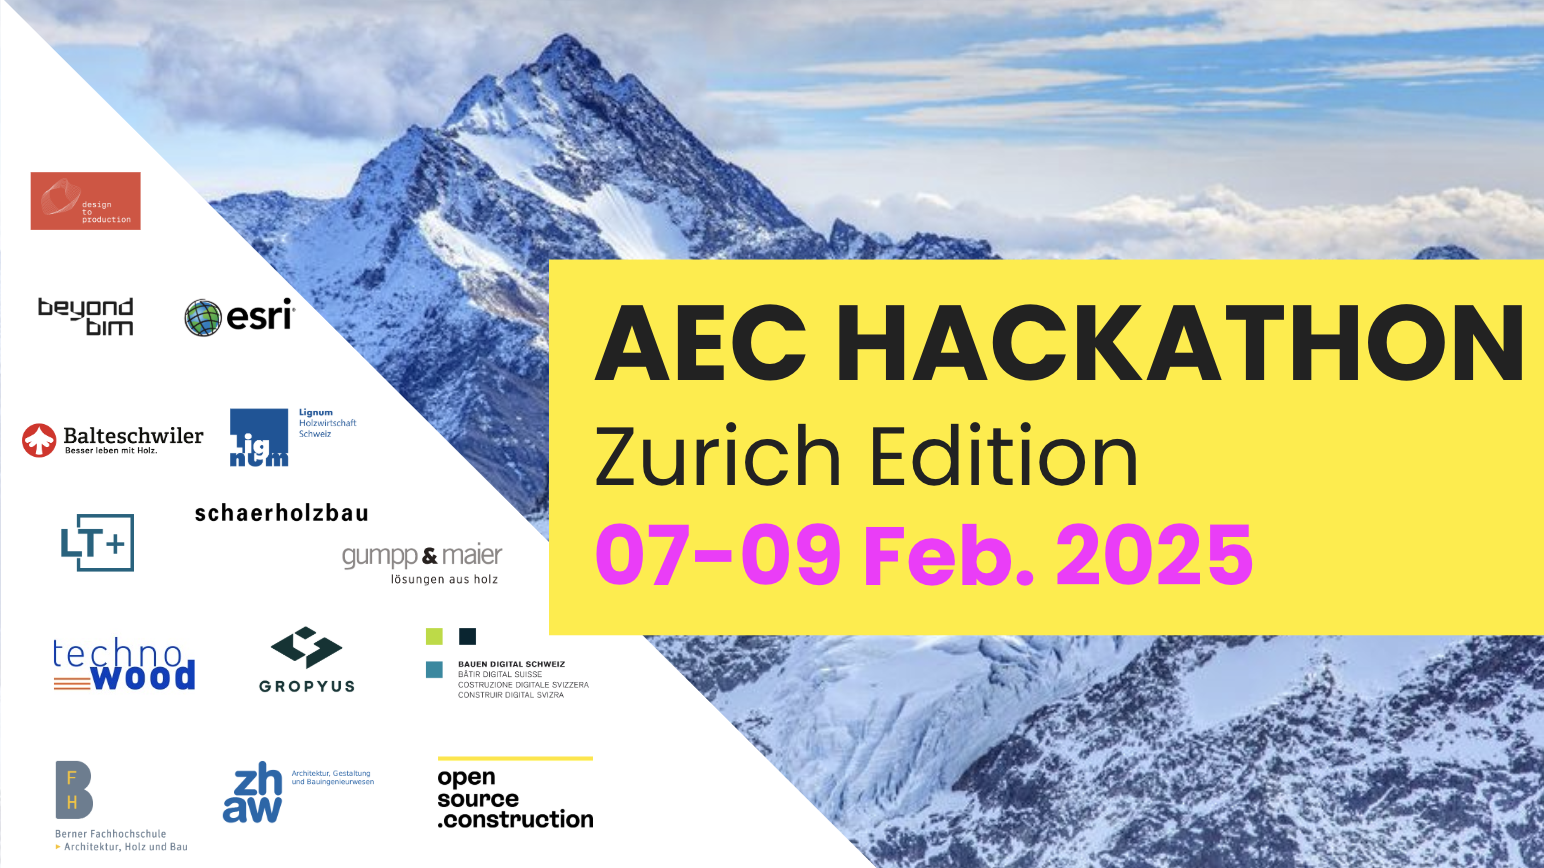 design
to
production
beyond
bim
esri
Balteschwiler
Besser leben mit Holz.
Lignum
Holzwirtschaft
Schweiz
Lig
num
LT+
schaerholzbau
gumpp & maier
lösungen aus holz
AEC HACKATHON
Zurich Edition
07–09 Feb. 2025
techno
wood
GROPYUS
BAUEN DIGITAL SCHWEIZ
BÂTIR DIGITAL SUISSE
COSTRUZIONE DIGITALE SVIZZERA
CONSTRUIR DIGITAL SVIZRA
B
F
H
Berner Fachhochschule
▸ Architektur, Holz und Bau
zh
aw
Architektur, Gestaltung
und Bauingenieurwesen
open
source
.construction